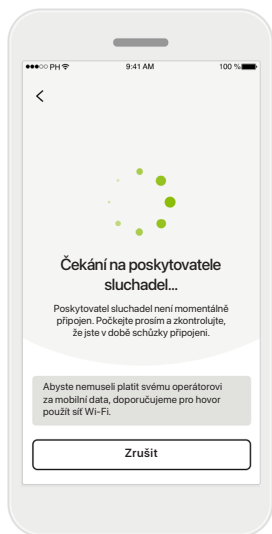 PH 9:41 AM 100 %
Čekání na poskytovatele
sluchadel...
Poskytovatel sluchadel není momentálně
připojen. Počkejte prosím a zkontrolujte,
že jste v době schůzky připojeni.
Abyste nemuseli platit svému operátorovi
za mobilní data, doporučujeme pro hovor
použít síť Wi-Fi.
Zrušit